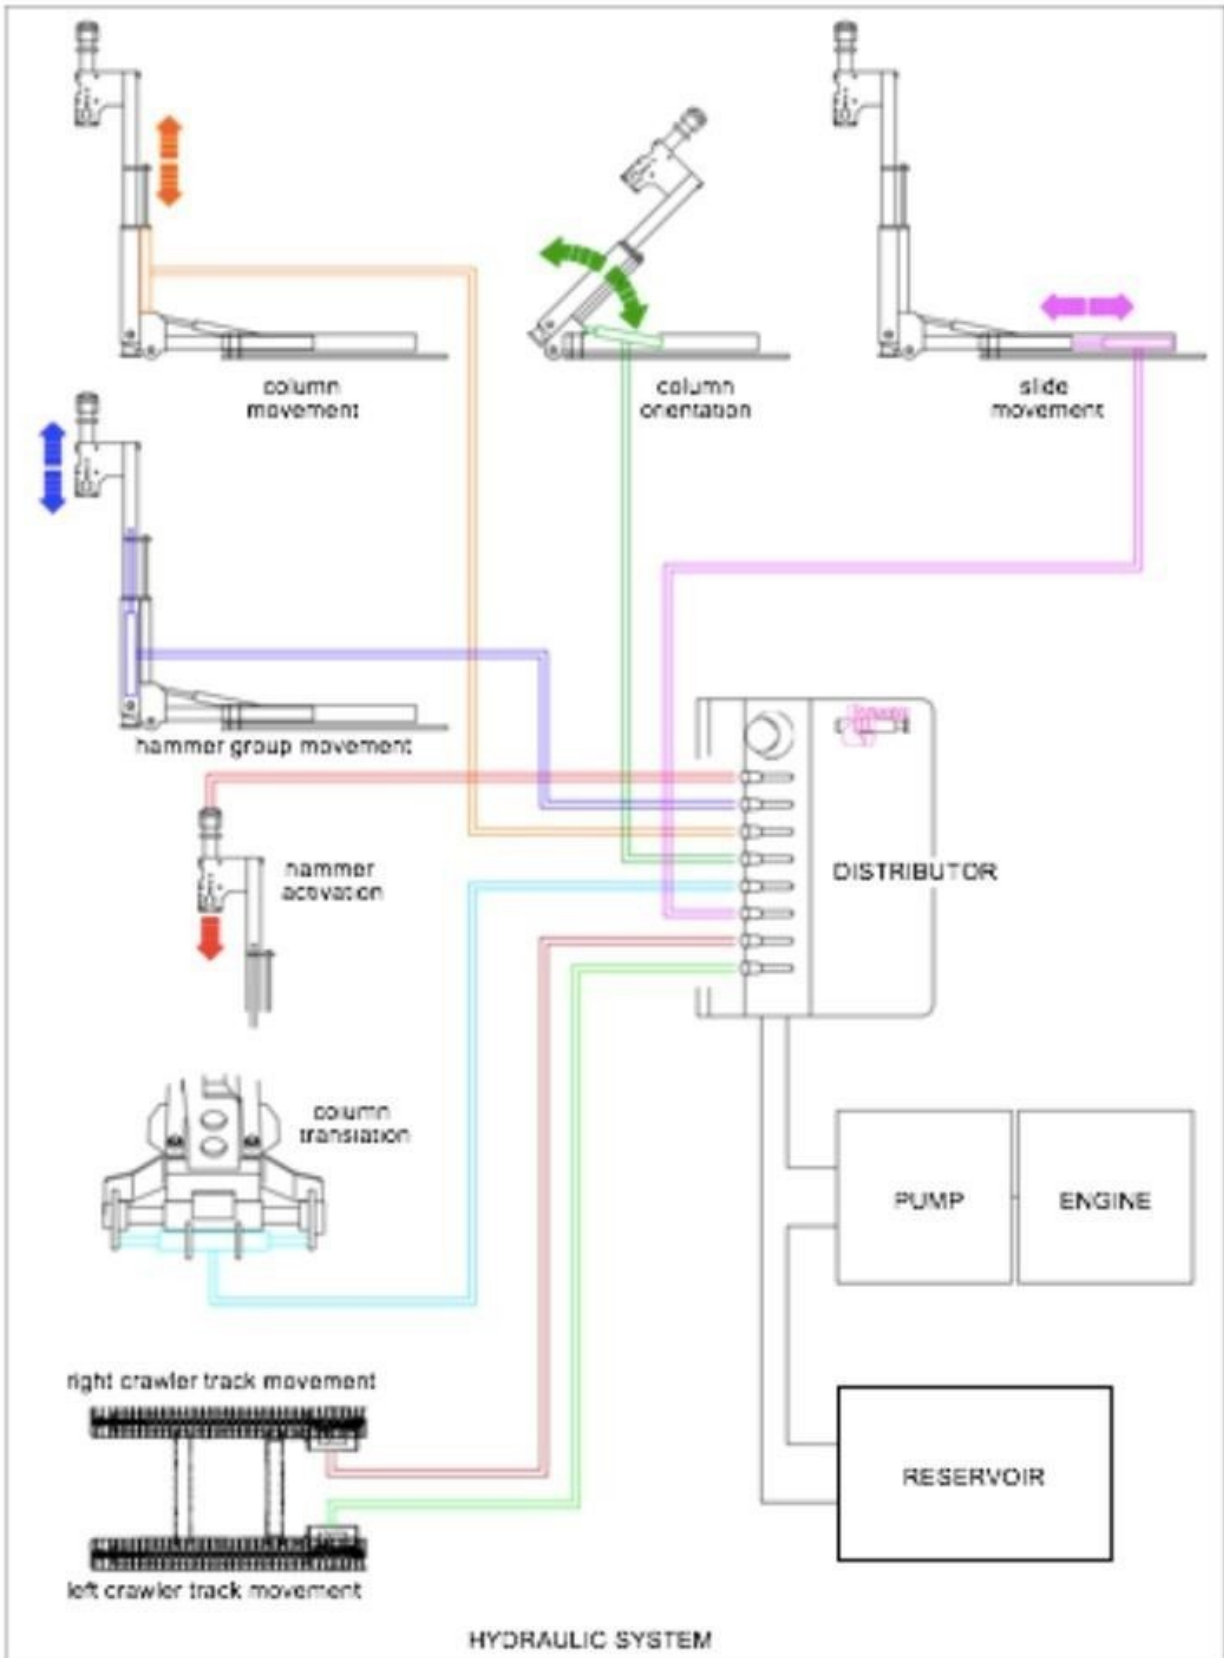 column
movement
column
orientation
slide
movement
hammer group movement
hammer
activation
DISTRIBUTOR
column
translation
PUMP
ENGINE
right crawler track movement
RESERVOIR
left crawler track movement
HYDRAULIC SYSTEM